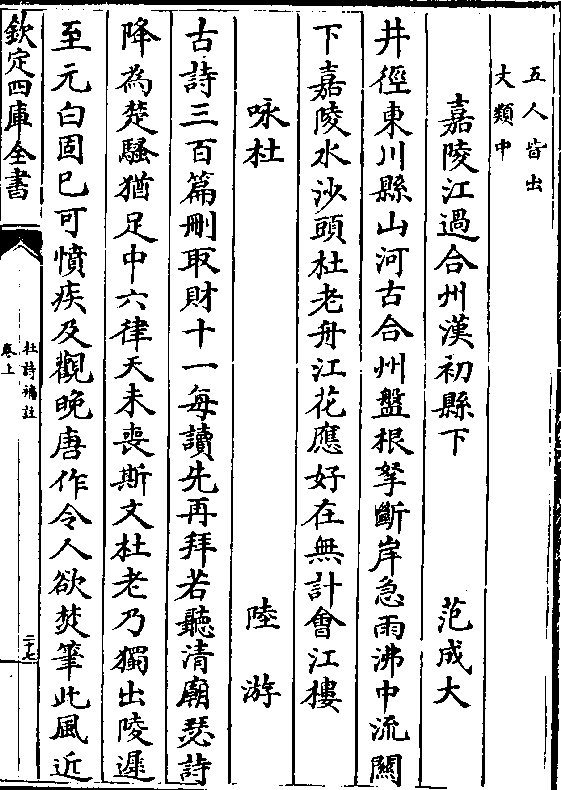 五人皆出
大類中
嘉陵江過合州漢初縣下 范成大
井徑東川縣山河古合州盤根拏斷岸急雨沸中流關
下嘉陵水沙頭杜老舟江花應好在無計會江樓
咏杜 陸游
古詩三百篇刪取財十一每讀先再拜若聽清廟瑟詩
降為楚騷猶足中六律天未喪斯文杜老乃獨出陵遲
至元白固已可憤疾及觀晚唐作令人欲焚筆此風近
欽定四庫全書
杜詩補註
卷上
二十七